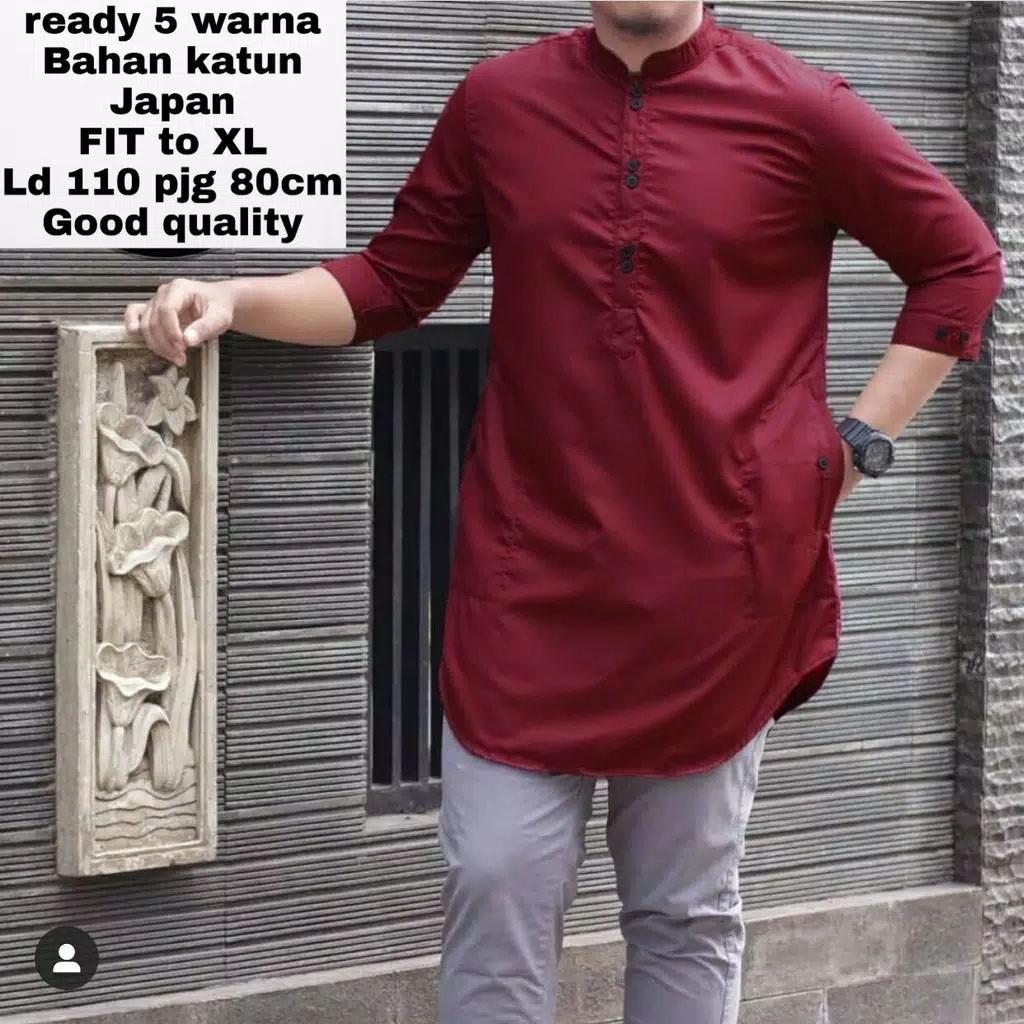 ready 5 warna
Bahan katun
Japan
FIT to XL
Ld 110 pjg 80cm
Good quality